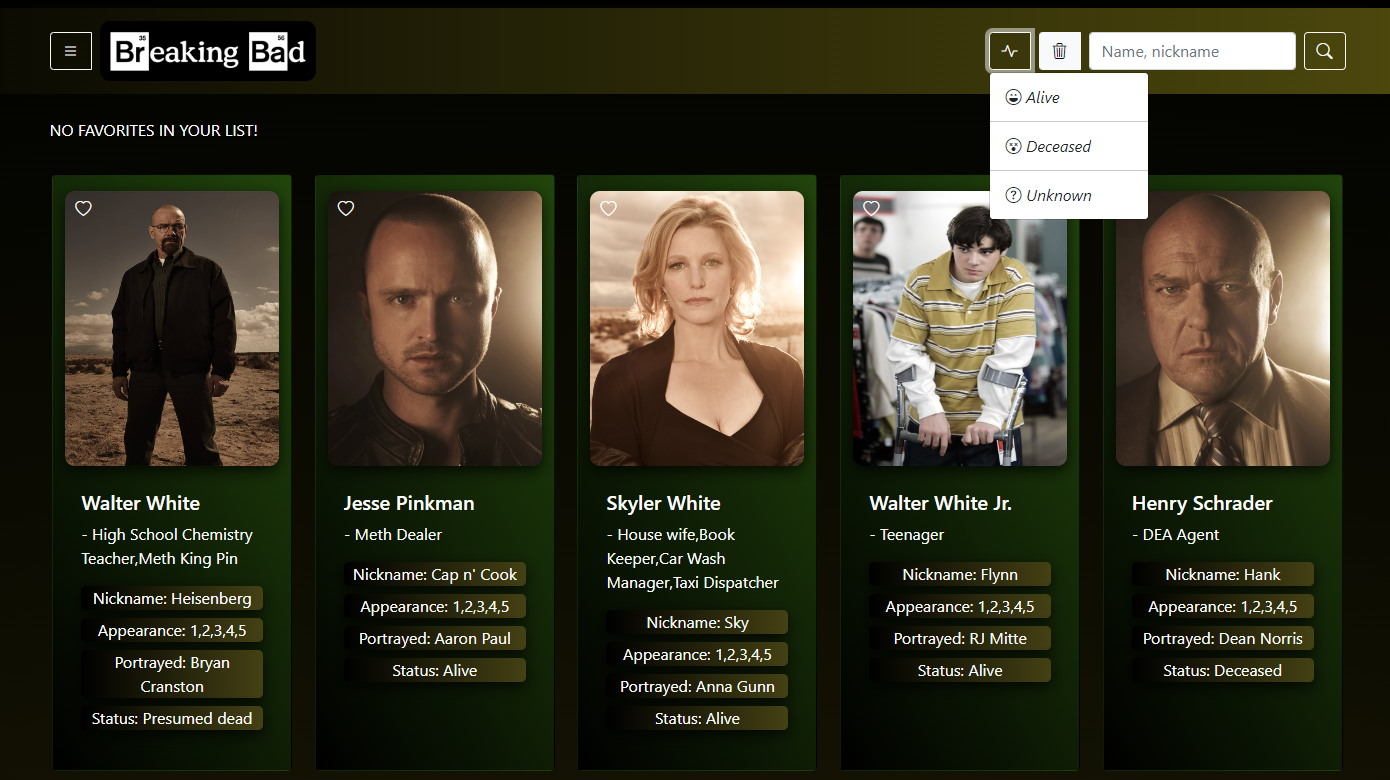 35 56
Breaking Bad
Name, nickname
Alive
Deceased
Unknown
NO FAVORITES IN YOUR LIST!
Walter White
- High School Chemistry
Teacher,Meth King Pin
Nickname: Heisenberg
Appearance: 1,2,3,4,5
Portrayed: Bryan
Cranston
Status: Presumed dead
Jesse Pinkman
- Meth Dealer
Nickname: Cap n' Cook
Appearance: 1,2,3,4,5
Portrayed: Aaron Paul
Status: Alive
Skyler White
- House wife,Book
Keeper,Car Wash
Manager,Taxi Dispatcher
Nickname: Sky
Appearance: 1,2,3,4,5
Portrayed: Anna Gunn
Status: Alive
Walter White Jr.
- Teenager
Nickname: Flynn
Appearance: 1,2,3,4,5
Portrayed: RJ Mitte
Status: Alive
Henry Schrader
- DEA Agent
Nickname: Hank
Appearance: 1,2,3,4,5
Portrayed: Dean Norris
Status: Deceased